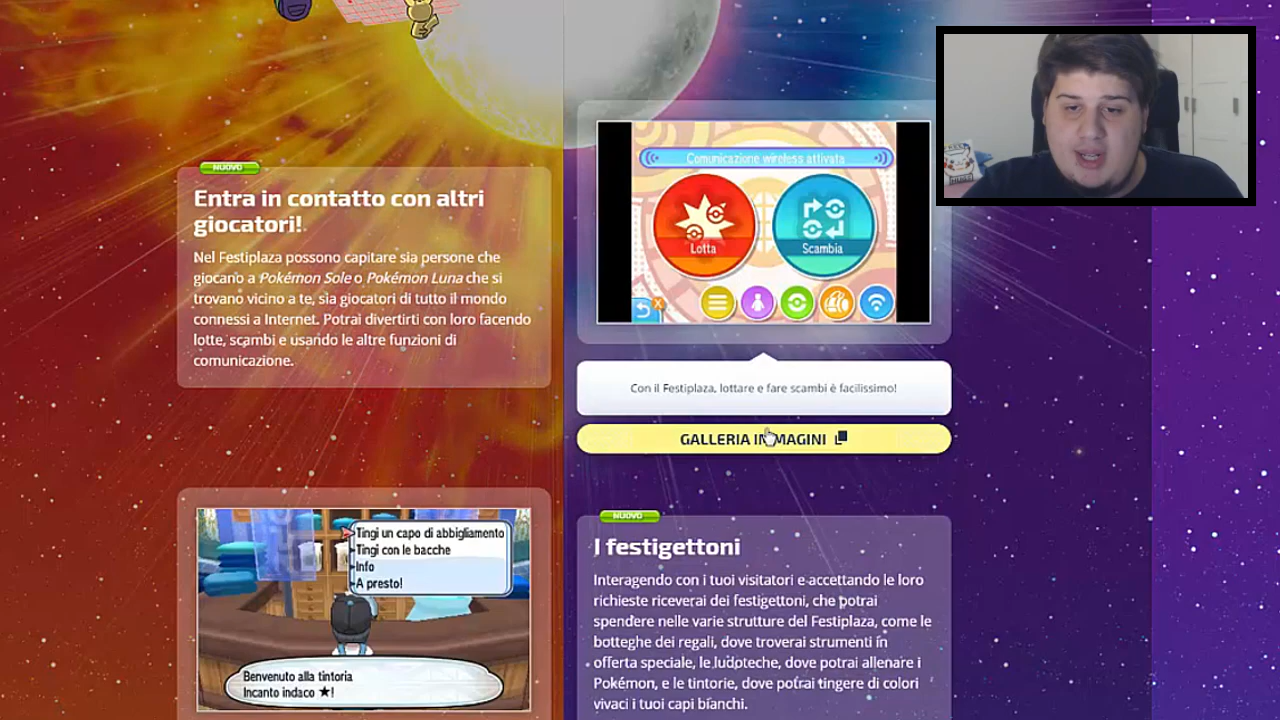 NUOVO
Entra in contatto con altri
giocatori!
Nel Festiplaza possono capitare sia persone che
giocano a Pokémon Sole o Pokémon Luna che si
trovano vicino a te, sia giocatori di tutto il mondo
connessi a Internet. Potrai divertirti con loro facendo
lotte, scambi e usando le altre funzioni di
comunicazione.
Comunicazione wireless attivata
Lotta
Scambia
X
Con il Festiplaza, lottare e fare scambi è facilissimo!
GALLERIA IMMAGINI
Tingi un capo di abbigliamento
Tingi con le bacche
Info
A presto!
Benvenuto alla tintoria
Incanto indaco ★!
NUOVO
I festigettoni
Interagendo con i tuoi visitatori e accettando le loro
richieste riceverai dei festigettoni, che potrai
spendere nelle varie strutture del Festiplaza, come le
botteghe dei regali, dove troverai strumenti in
offerta speciale, le ludoteche, dove potrai allenare i
Pokémon, e le tintorie, dove potrai tingere di colori
vivaci i tuoi capi bianchi.